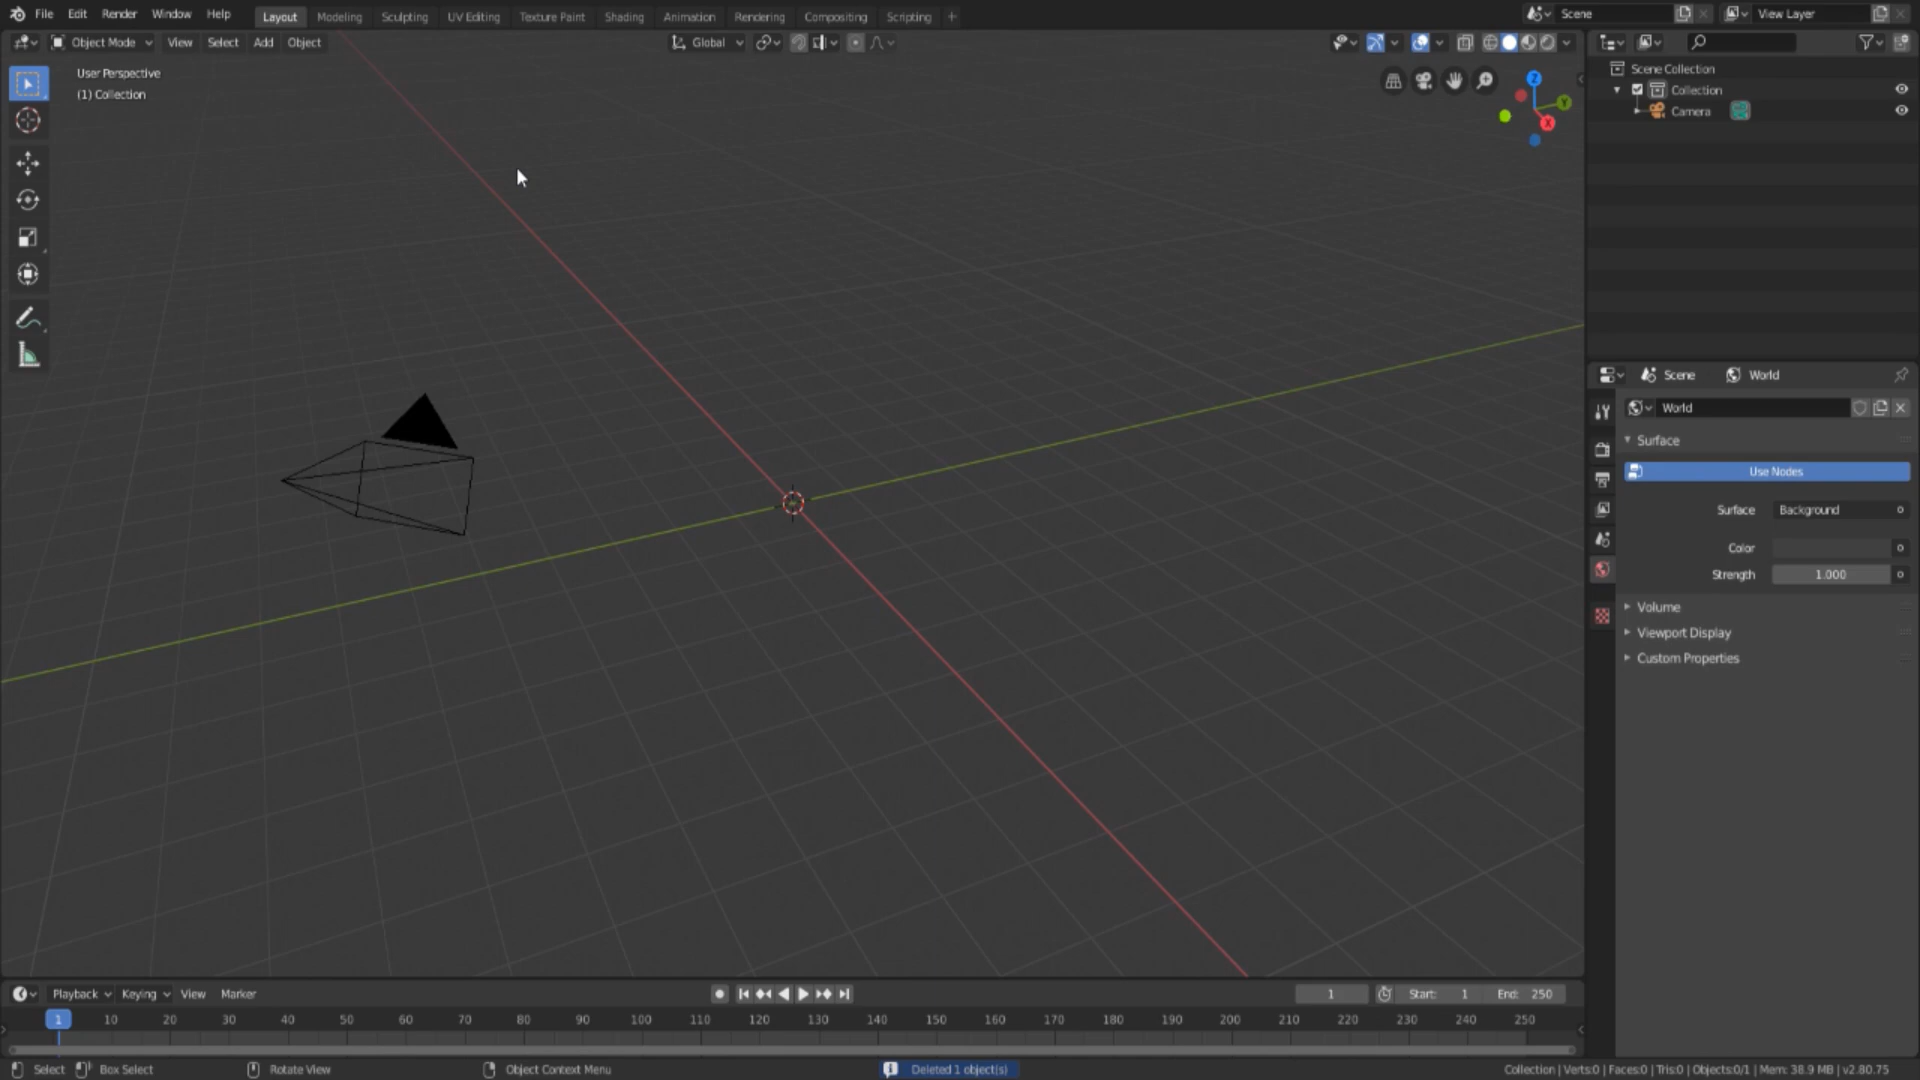 File Edit Render Window Help Layout Modeling Sculpting UV Editing Texture Paint Shading Animation Rendering Compositing Scripting + Scene View Layer
Object Mode View Select Add Object Global
User Perspective
(1) Collection
Z
Y
X
Scene Collection
Collection
Camera
Scene World
World
Surface
Use Nodes
Surface Background
Color
Strength 1.000
Volume
Viewport Display
Custom Properties
Playback Keying View Marker 1 Start: 1 End: 250
1 10 20 30 40 50 60 70 80 90 100 110 120 130 140 150 160 170 180 190 200 210 220 230 240 250
Select Box Select Rotate View Object Context Menu Deleted 1 object(s) Collection | Verts:0 | Faces:0 | Tris:0 | Objects:0/1 | Mem: 38.9 MB | v2.80.75